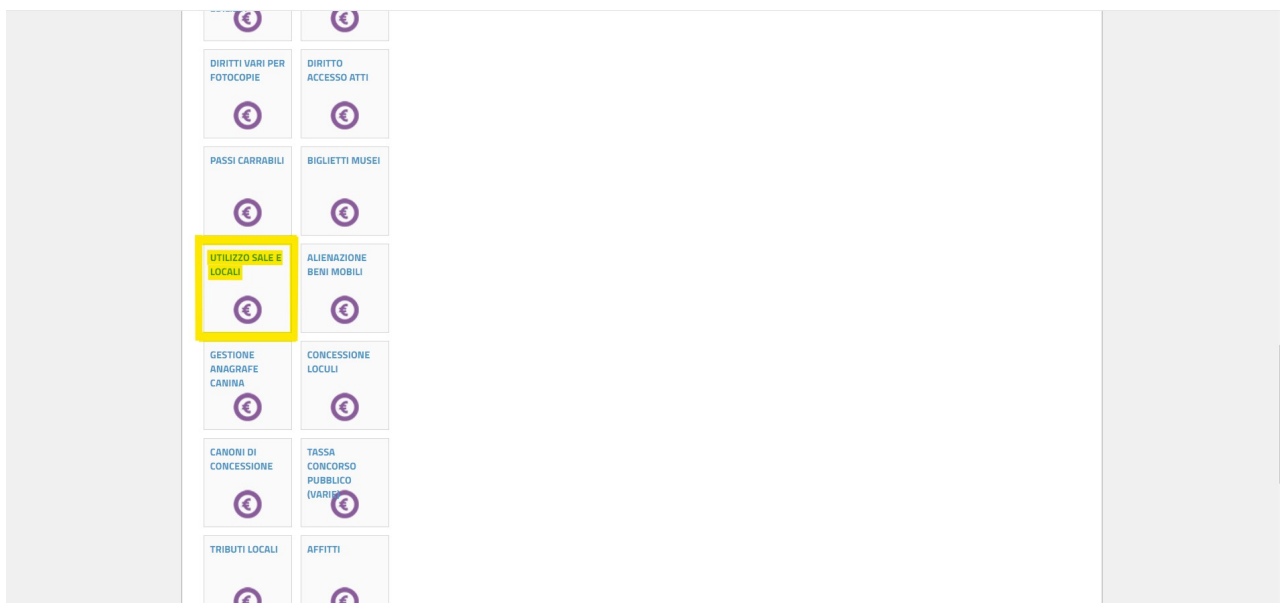 DIRITTI VARI PER
FOTOCOPIE
DIRITTO
ACCESSO ATTI
PASSI CARRABILI
BIGLIETTI MUSEI
UTILIZZO SALE E
LOCALI
ALIENAZIONE
BENI MOBILI
GESTIONE
ANAGRAFE
CANINA
CONCESSIONE
LOCULI
CANONI DI
CONCESSIONE
TASSA
CONCORSO
PUBBLICO
(VARIE)
TRIBUTI LOCALI
AFFITTI